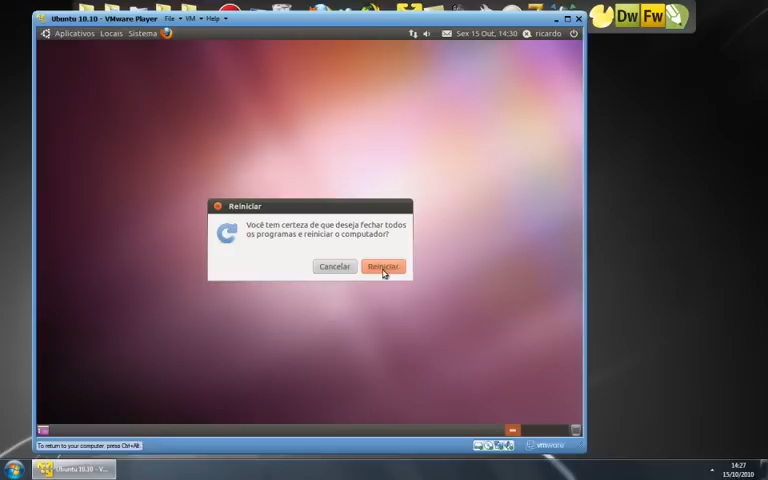 Ubuntu 10.10 - VMware Player File VM Help
Dw Fw
Aplicativos Locais Sistema
Sex 15 Out, 14:30 ricardo
Reiniciar
Você tem certeza de que deseja fechar todos
os programas e reiniciar o computador?
Cancelar Reiniciar
To return to your computer, press Ctrl+Alt.
vmware
Ubuntu 10.10 - V...
14:27
15/10/2010